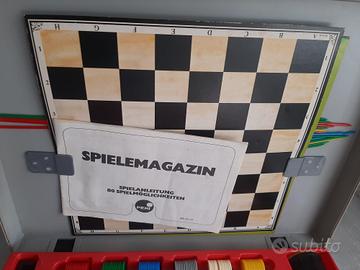 SPIELEMAGAZIN
SPIELANLEITUNG
80 SPIELMÖGLICHKEITEN
subito